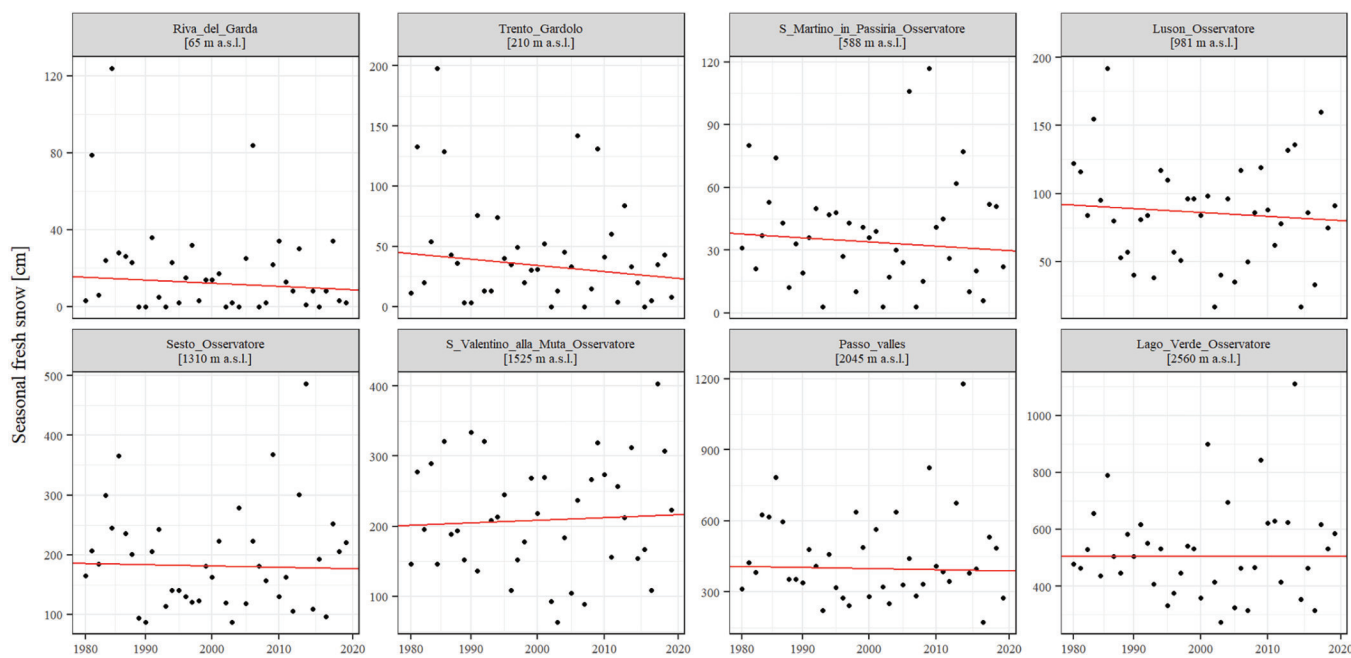 Seasonal fresh snow [cm]
Riva_del_Garda
[65 m a.s.l.]
120
80
40
0
Trento_Gardolo
[210 m a.s.l.]
200
150
100
50
0
S_Martino_in_Passiria_Osservatore
[588 m a.s.l.]
120
90
60
30
0
Luson_Osservatore
[981 m a.s.l.]
200
150
100
50
Sesto_Osservatore
[1310 m a.s.l.]
500
400
300
200
100
1980 1990 2000 2010 2020
S_Valentino_alla_Muta_Osservatore
[1525 m a.s.l.]
400
300
200
100
1980 1990 2000 2010 2020
Passo_valles
[2045 m a.s.l.]
1200
900
600
300
1980 1990 2000 2010 2020
Lago_Verde_Osservatore
[2560 m a.s.l.]
1000
800
600
400
1980 1990 2000 2010 2020